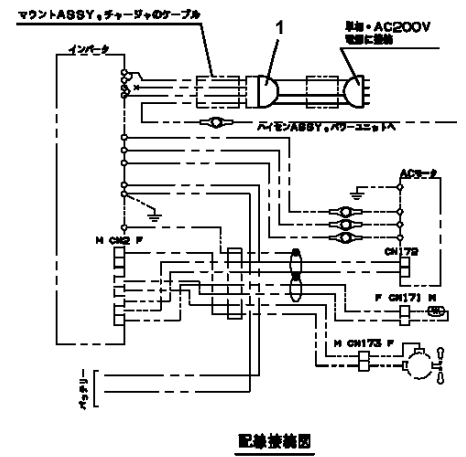 マウントASSY。チャージャのケーブル
1
単相・AC200V
電源に接続
インバータ
ハイセンASSY。パワーユニットヘ
ACモータ
M CN2 F
CN172
F CN171 M
M CN173 F
バッテリー
配線接続図